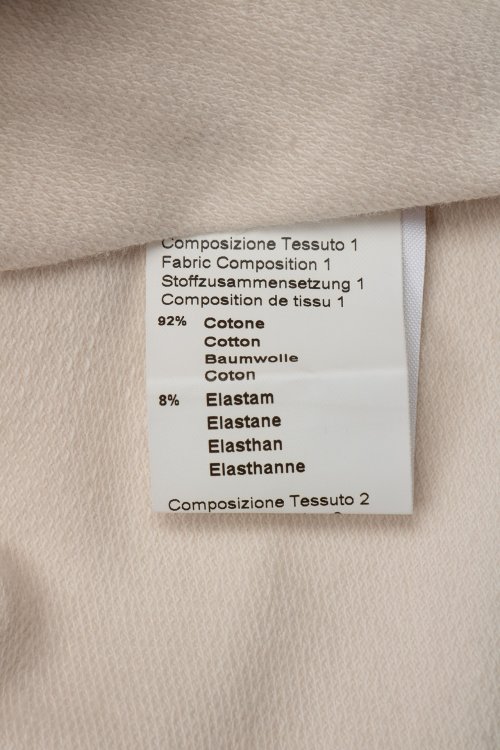 Composizione Tessuto 1
Fabric Composition 1
Stoffzusammensetzung 1
Composition de tissu 1
92% Cotone
Cotton
Baumwolle
Coton
8% Elastam
Elastane
Elasthan
Elasthanne
Composizione Tessuto 2